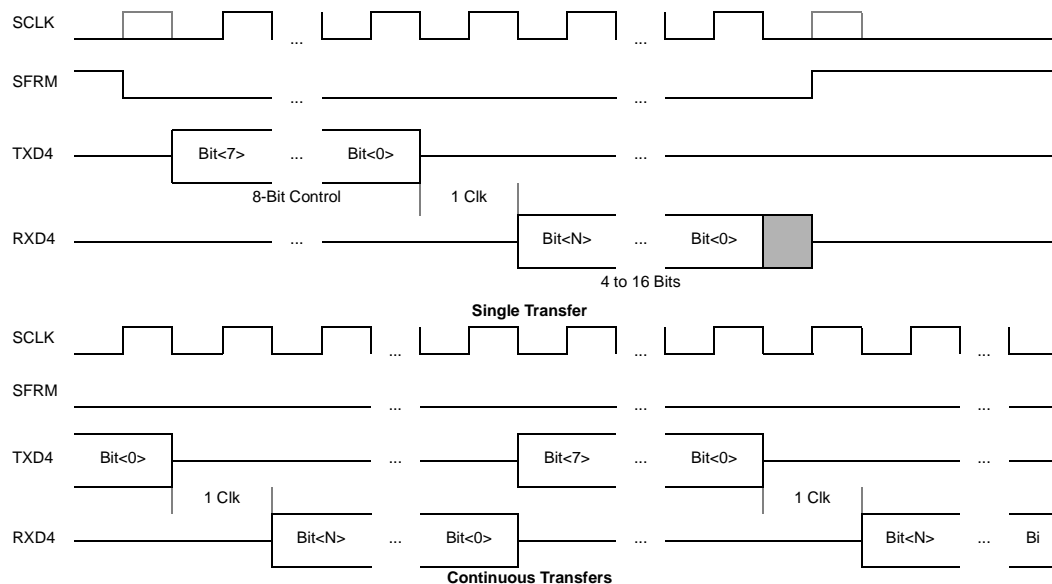 SCLK
... ...
SFRM
... ...
TXD4 Bit<7> ... Bit<0> ...
8-Bit Control 1 Clk
RXD4 ... Bit<N> ... Bit<0>
4 to 16 Bits
Single Transfer
SCLK
... ... ...
SFRM
... ... ...
TXD4 Bit<0> ... Bit<7> ... Bit<0> ...
1 Clk 1 Clk
RXD4 Bit<N> ... Bit<0> ... Bit<N> ... Bi
Continuous Transfers